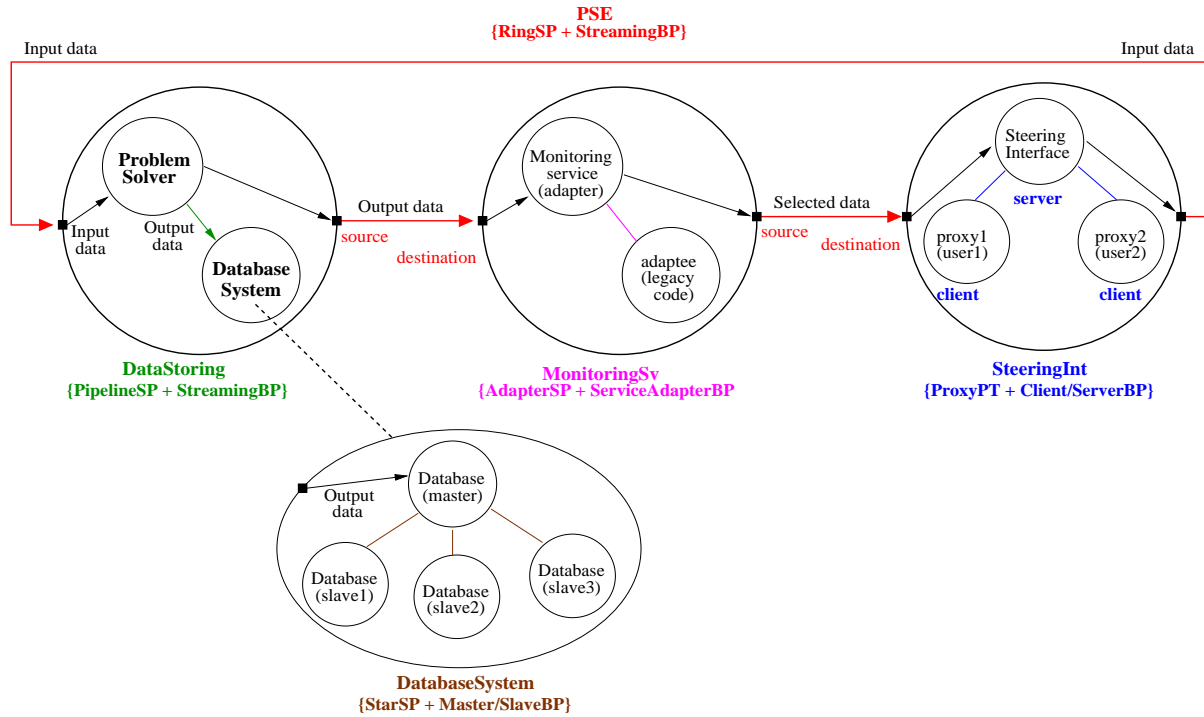 PSE
{RingSP + StreamingBP}
Input data
Input data
Problem
Solver
Input data
Output
data
Database
System
Output data
source
destination
Monitoring
service
(adapter)
adaptee
(legacy
code)
Selected data
source
destination
Steering
Interface
server
proxy1
(user1)
client
proxy2
(user2)
client
DataStoring
{PipelineSP + StreamingBP}
MonitoringSv
{AdapterSP + ServiceAdapterBP
SteeringInt
{ProxyPT + Client/ServerBP}
Output
data
Database
(master)
Database
(slave1)
Database
(slave2)
Database
(slave3)
DatabaseSystem
{StarSP + Master/SlaveBP}